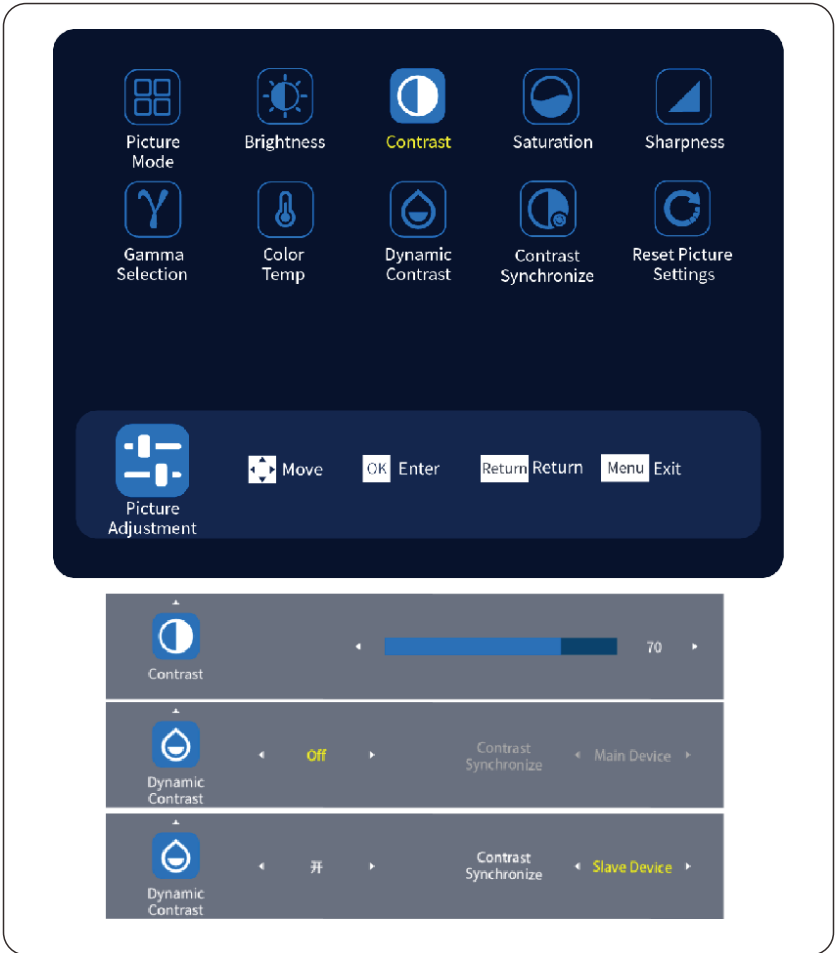 Picture
Mode
Brightness
Contrast
Saturation
Sharpness
Gamma
Selection
Color
Temp
Dynamic
Contrast
Contrast
Synchronize
Reset Picture
Settings
Picture
Adjustment
Move
OK Enter
Return Return
Menu Exit
Contrast
70
Dynamic
Contrast
Off
Contrast
Synchronize
Main Device
Dynamic
Contrast
开
Contrast
Synchronize
Slave Device